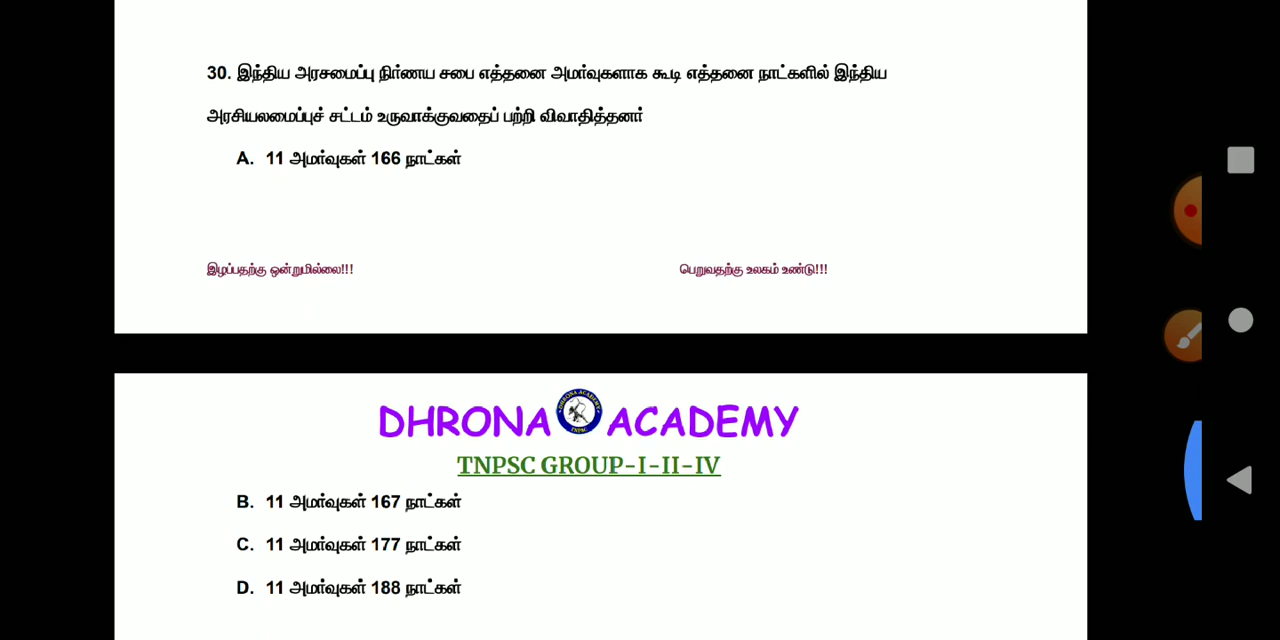 30. இந்திய அரசமைப்பு நிர்ணய சபை எத்தனை அமர்வுகளாக கூடி எத்தனை நாட்களில் இந்திய
அரசியலமைப்புச் சட்டம் உருவாக்குவதைப் பற்றி விவாதித்தனர்
A. 11 அமர்வுகள் 166 நாட்கள்
இழப்பதற்கு ஒன்றுமில்லை!!! பெறுவதற்கு உலகம் உண்டு!!!
DHRONA ACADEMY
TNPSC GROUP-I-II-IV
B. 11 அமர்வுகள் 167 நாட்கள்
C. 11 அமர்வுகள் 177 நாட்கள்
D. 11 அமர்வுகள் 188 நாட்கள்